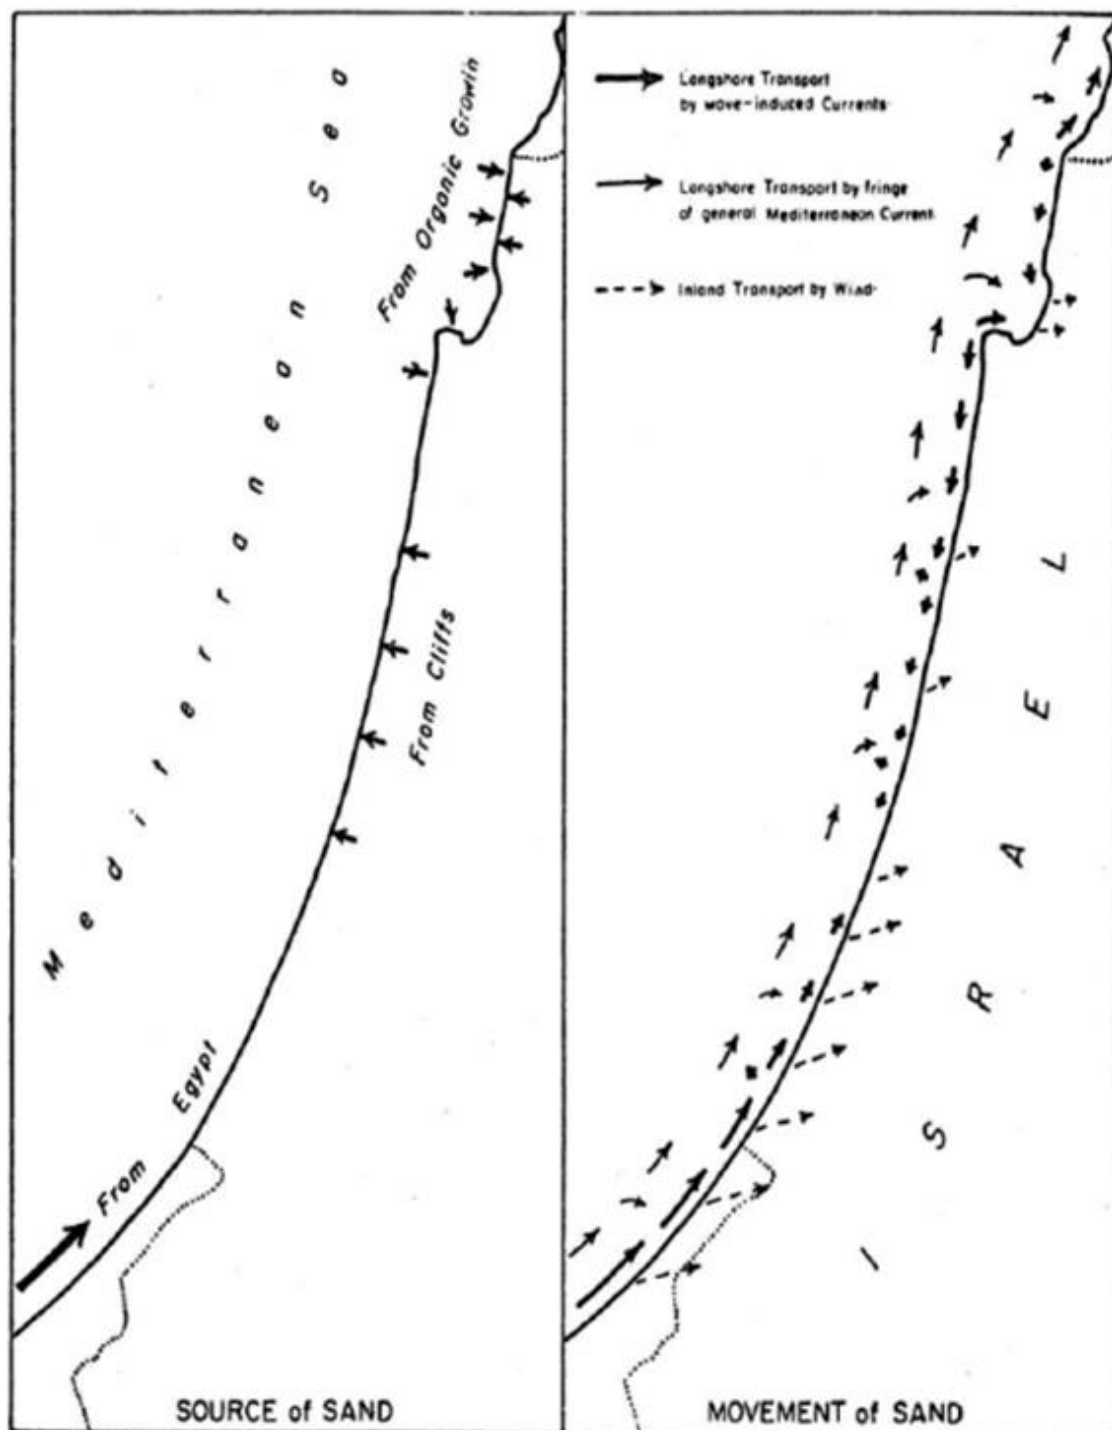 Mediterranean Sea
From Organic Growth
From Cliffs
From Egypt
SOURCE of SAND
Longshore Transport
by wave-induced Currents
Longshore Transport by fringe
of general Mediterranean Current
Inland Transport by Wind
ISRAEL
MOVEMENT of SAND